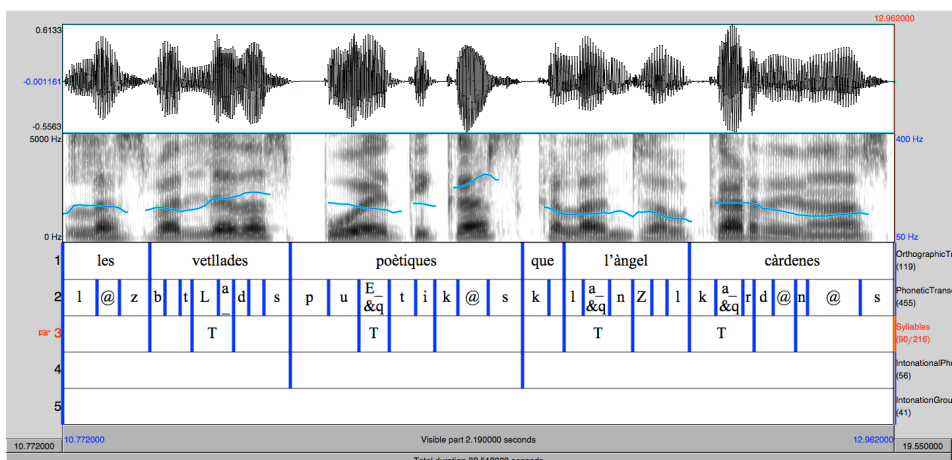 12.962000
0.6133
-0.001161
-0.5563
5000 Hz
400 Hz
0 Hz
50 Hz
1 les vetllades poètiques que l'àngel càrdenes OrthographicTr
(119)
2 l @ z b t L a_ d s p u E_&q t i k @ s k l a_&q n Z l k a_&q r d @ n @ s PhoneticTransc
(455)
3 T T T T Syllables
(90/216)
4 IntonationalPhr
(56)
5 IntonationGrou
(41)
10.772000 10.772000 Visible part 2.190000 seconds 12.962000 19.550000